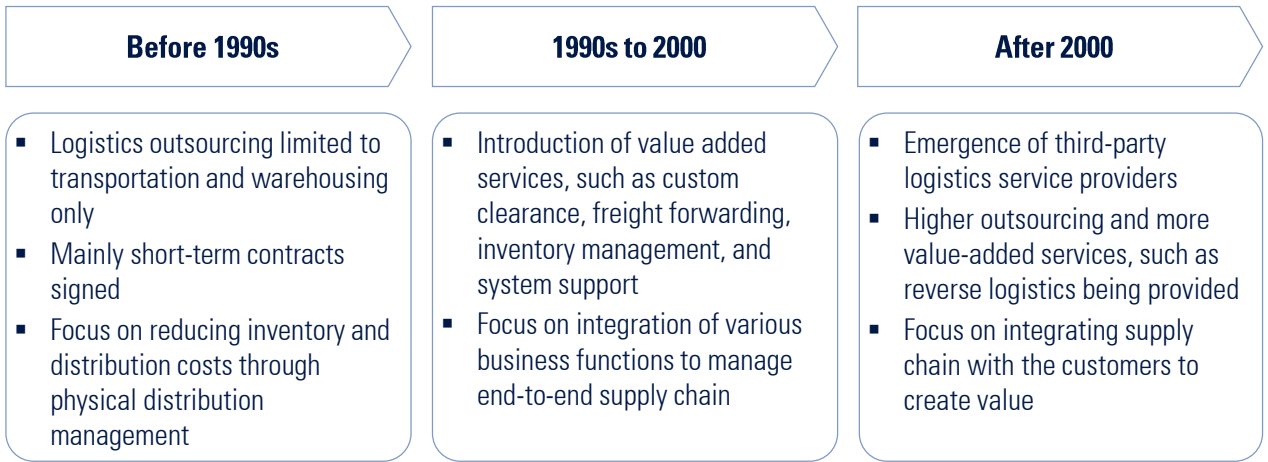 Before 1990s
1990s to 2000
After 2000
▪ Logistics outsourcing limited to
transportation and warehousing
only
▪ Mainly short-term contracts
signed
▪ Focus on reducing inventory and
distribution costs through
physical distribution
management
▪ Introduction of value added
services, such as custom
clearance, freight forwarding,
inventory management, and
system support
▪ Focus on integration of various
business functions to manage
end-to-end supply chain
▪ Emergence of third-party
logistics service providers
▪ Higher outsourcing and more
value-added services, such as
reverse logistics being provided
▪ Focus on integrating supply
chain with the customers to
create value